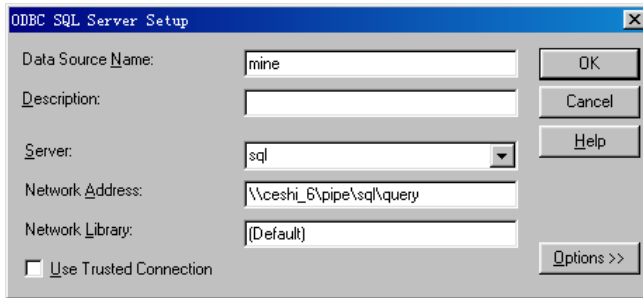 ODBC SQL Server Setup
Data Source Name: mine OK
Description: Cancel
Help
Server: sql
Network Address: \\ceshi_6\pipe\sql\query
Network Library: (Default)
Use Trusted Connection Options >>